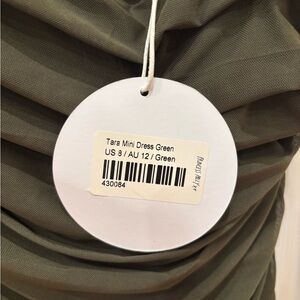 Tara Mini Dress Green
US 8 / AU 12 / Green
430084